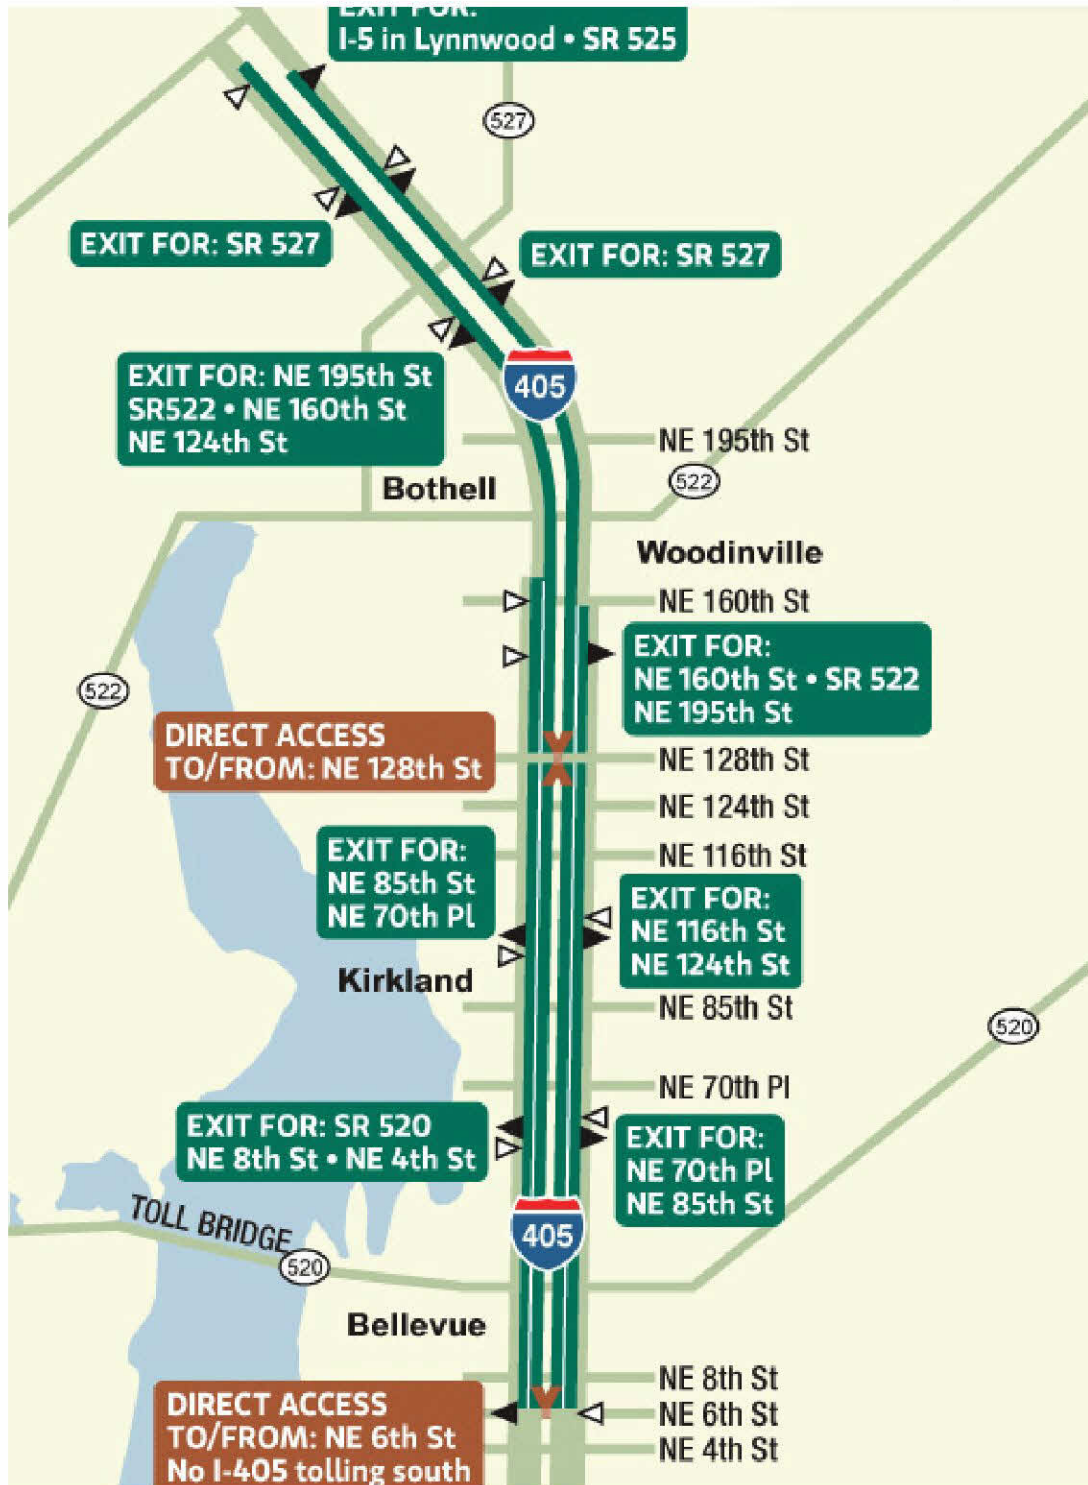 EXIT FOR:
I-5 in Lynnwood • SR 525
527
EXIT FOR: SR 527
EXIT FOR: SR 527
EXIT FOR: NE 195th St
SR522 • NE 160th St
NE 124th St
405
NE 195th St
Bothell
522
Woodinville
NE 160th St
EXIT FOR:
NE 160th St • SR 522
NE 195th St
522
DIRECT ACCESS
TO/FROM: NE 128th St
NE 128th St
NE 124th St
EXIT FOR:
NE 85th St
NE 70th Pl
NE 116th St
EXIT FOR:
NE 116th St
NE 124th St
Kirkland
NE 85th St
520
NE 70th Pl
EXIT FOR: SR 520
NE 8th St • NE 4th St
EXIT FOR:
NE 70th Pl
NE 85th St
TOLL BRIDGE
520
405
Bellevue
NE 8th St
DIRECT ACCESS
TO/FROM: NE 6th St
No I-405 tolling south
NE 6th St
NE 4th St